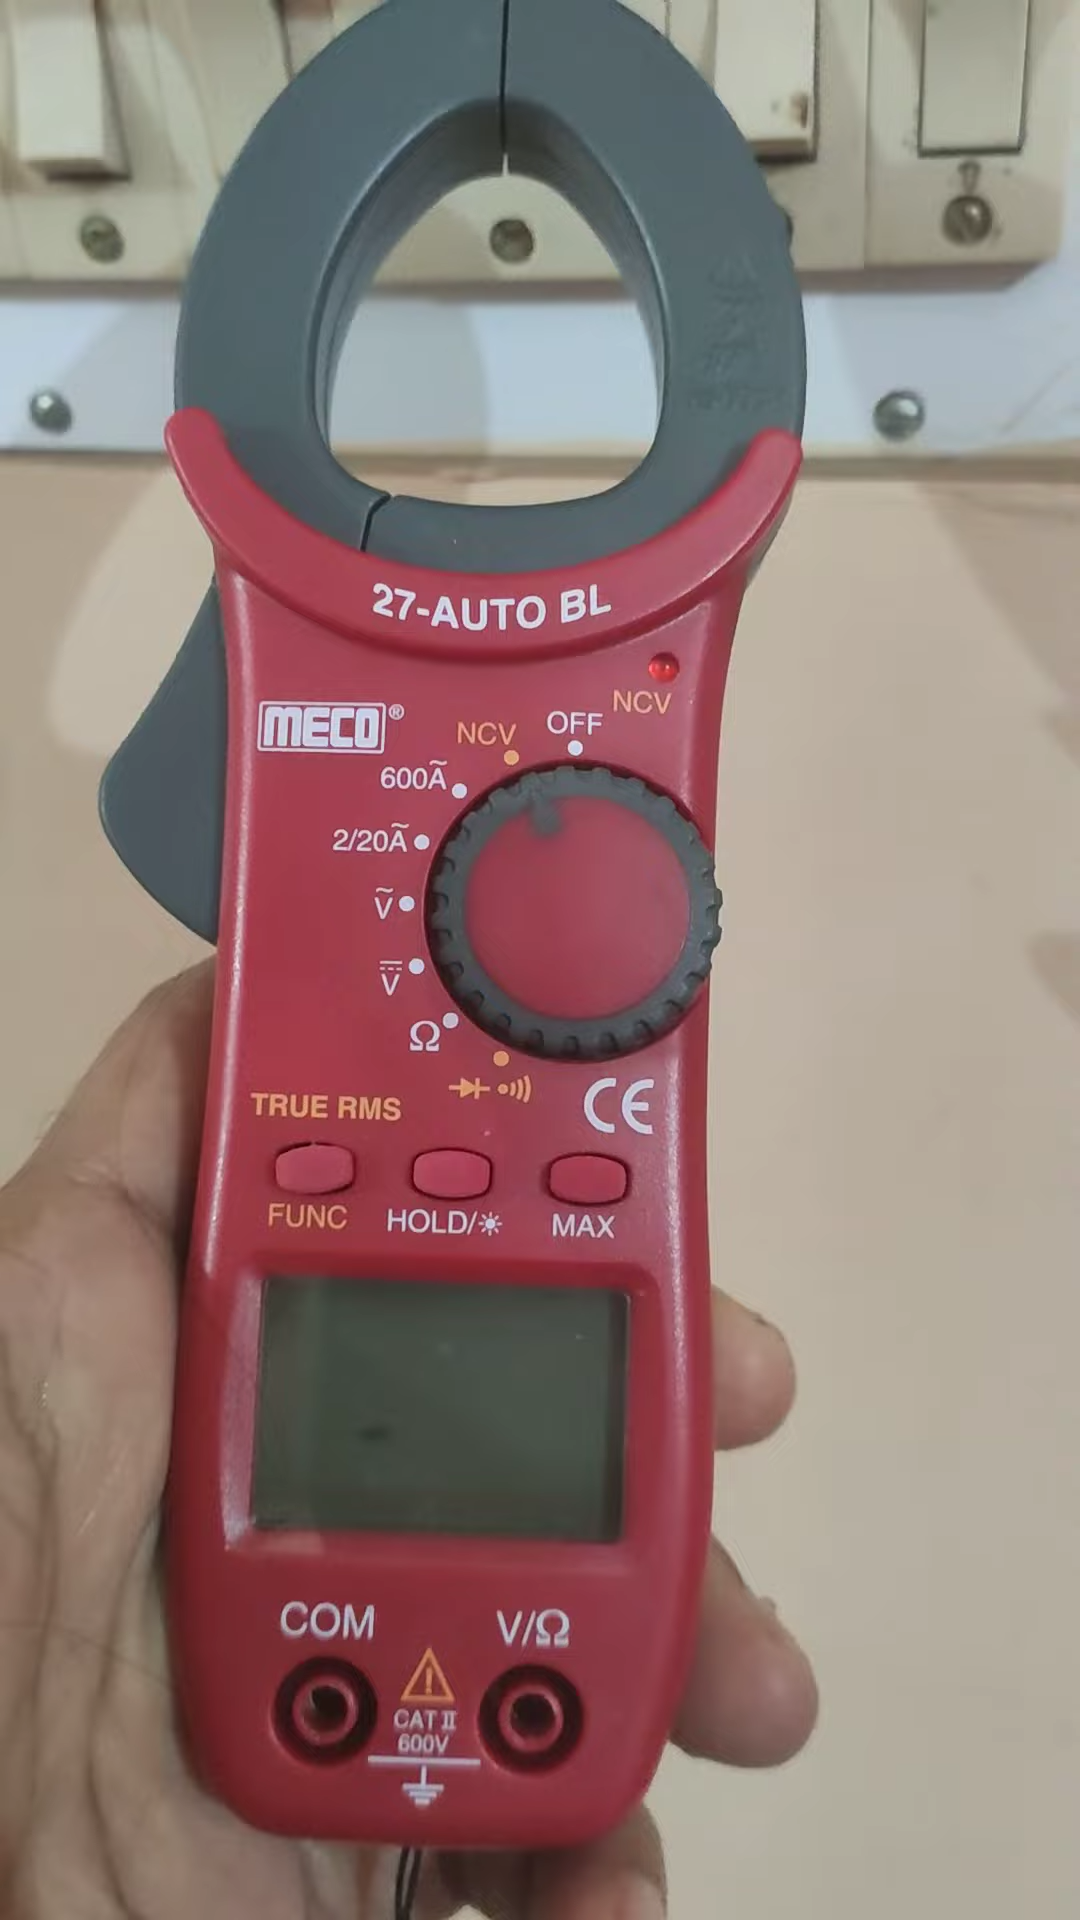 27-AUTO BL
NCV
MECO®
NCV
OFF
600Ã
2/20Ã
Ṽ
V
Ω
TRUE RMS
CE
FUNC
HOLD/☀
MAX
COM
V/Ω
CAT II
600V